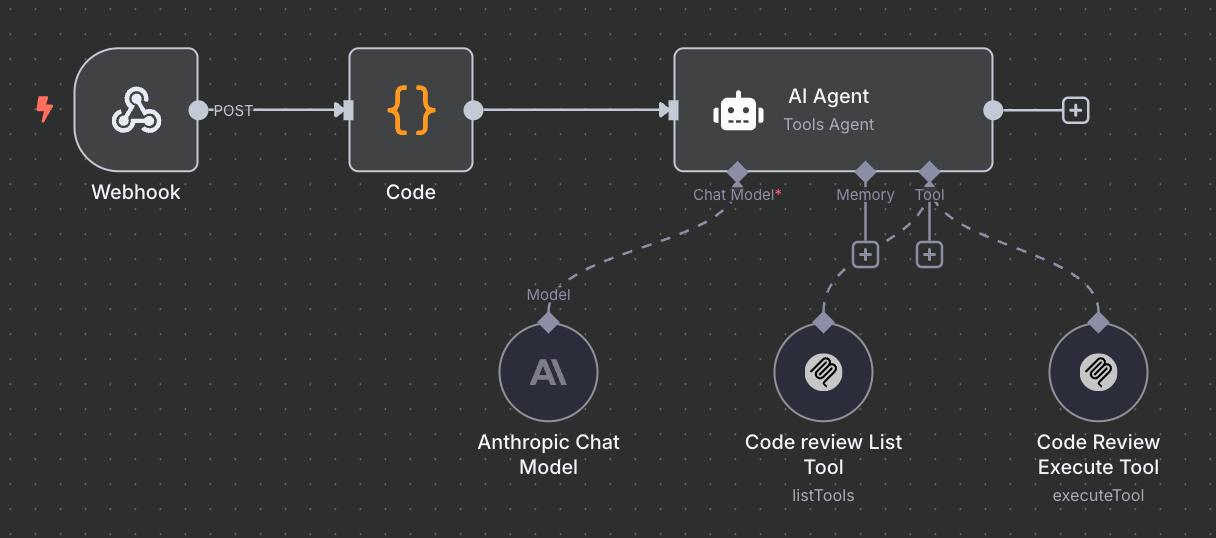 POST
AI Agent
Tools Agent
Webhook
Code
Chat Model*
Memory
Tool
Model
Anthropic Chat
Model
Code review List
Tool
listTools
Code Review
Execute Tool
executeTool